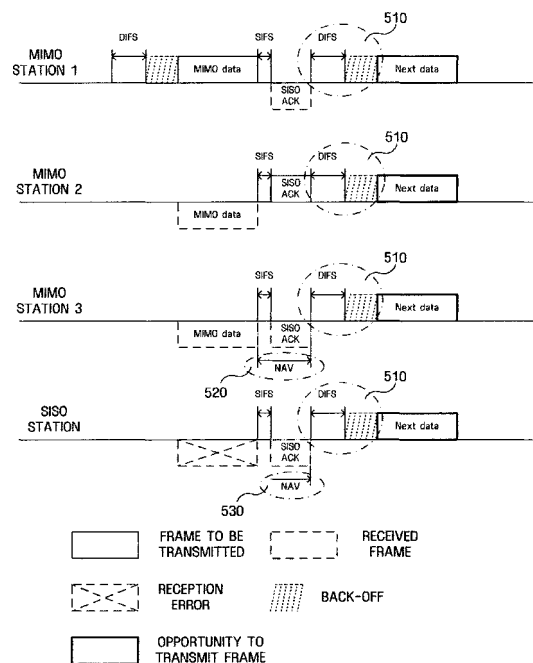 510
DIFS SIFS DIFS
MIMO STATION 1
MIMO data
SISO ACK
Next data
510
SIFS DIFS
MIMO STATION 2
MIMO data
SISO ACK
Next data
510
SIFS DIFS
MIMO STATION 3
MIMO data
SISO ACK
Next data
520
NAV
510
SIFS DIFS
SISO STATION
SISO ACK
Next data
530
NAV
FRAME TO BE TRANSMITTED
RECEIVED FRAME
RECEPTION ERROR
BACK-OFF
OPPORTUNITY TO TRANSMIT FRAME